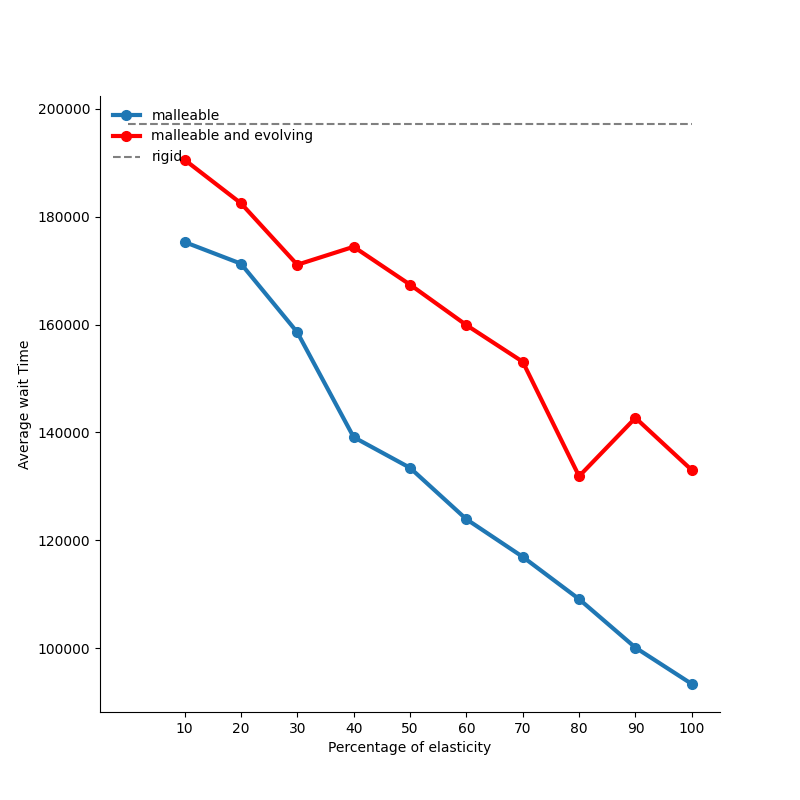 malleable
malleable and evolving
rigid
200000
180000
160000
140000
120000
100000
Average wait Time
10 20 30 40 50 60 70 80 90 100
Percentage of elasticity